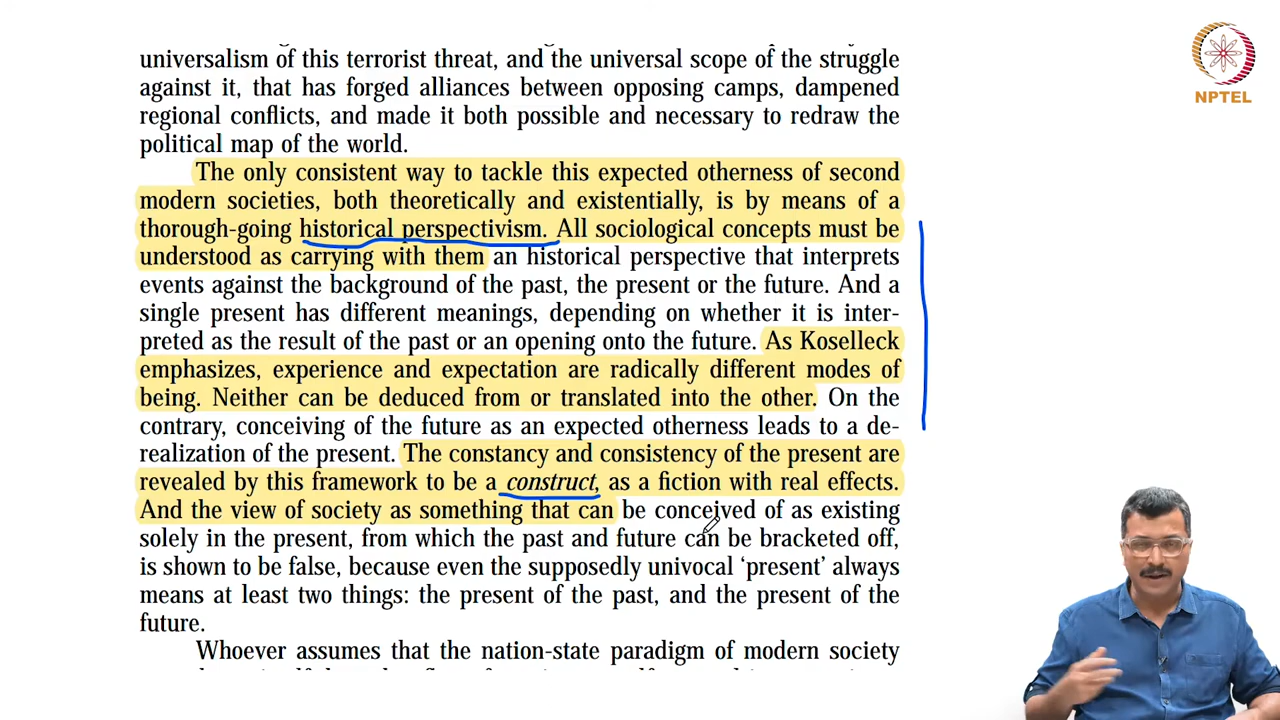 universalism of this terrorist threat, and the universal scope of the struggle
against it, that has forged alliances between opposing camps, dampened
regional conflicts, and made it both possible and necessary to redraw the
political map of the world.
The only consistent way to tackle this expected otherness of second
modern societies, both theoretically and existentially, is by means of a
thorough-going historical perspectivism. All sociological concepts must be
understood as carrying with them an historical perspective that interprets
events against the background of the past, the present or the future. And a
single present has different meanings, depending on whether it is inter-
preted as the result of the past or an opening onto the future. As Koselleck
emphasizes, experience and expectation are radically different modes of
being. Neither can be deduced from or translated into the other. On the
contrary, conceiving of the future as an expected otherness leads to a de-
realization of the present. The constancy and consistency of the present are
revealed by this framework to be a construct, as a fiction with real effects.
And the view of society as something that can be conceived of as existing
solely in the present, from which the past and future can be bracketed off,
is shown to be false, because even the supposedly univocal ‘present’ always
means at least two things: the present of the past, and the present of the
future.
Whoever assumes that the nation-state paradigm of modern society
NPTEL